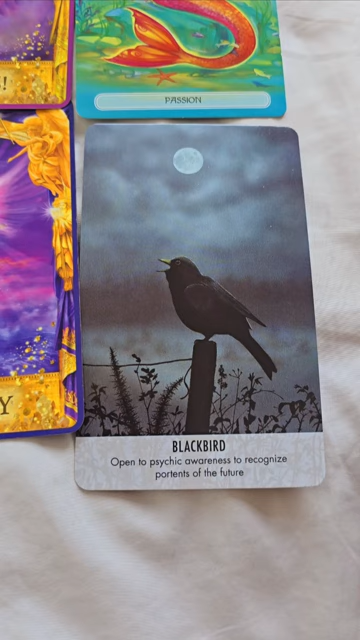 !
PASSION
Y
BLACKBIRD
Open to psychic awareness to recognize
portents of the future